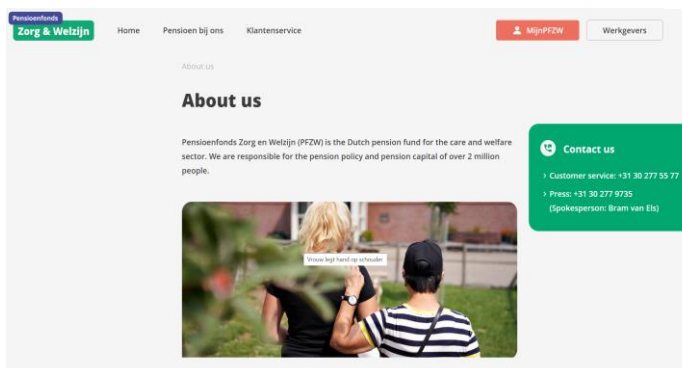 Pensioenfonds
Zorg & Welzijn
Home
Pensioen bij ons
Klantenservice
MijnPFZW
Werkgevers
About us
About us
Pensioenfonds Zorg en Welzijn (PFZW) is the Dutch pension fund for the care and welfare
sector. We are responsible for the pension policy and pension capital of over 2 million
people.
Contact us
› Customer service: +31 30 277 55 77
› Press: +31 30 277 9735
(Spokesperson: Bram van Els)
Vrouw legt hand op schouder